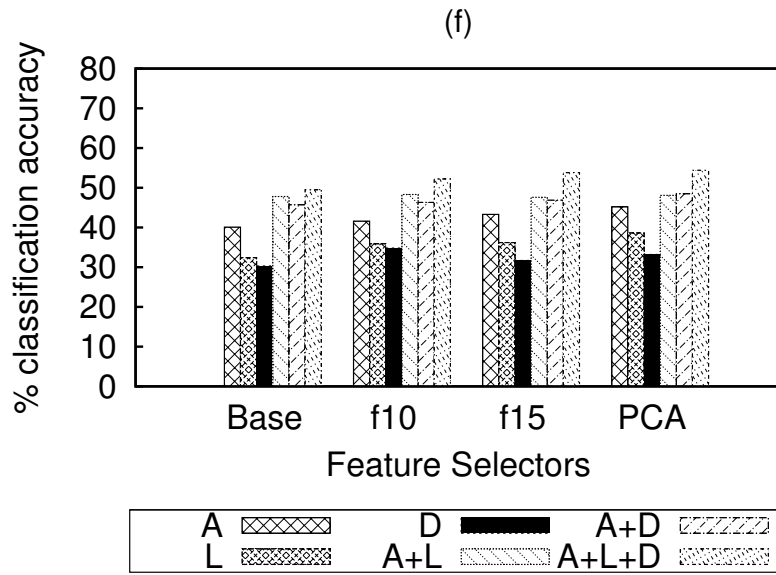 (f)
% classification accuracy
80
70
60
50
40
30
20
10
0
Base f10 f15 PCA
Feature Selectors
A D A+D
L A+L A+L+D